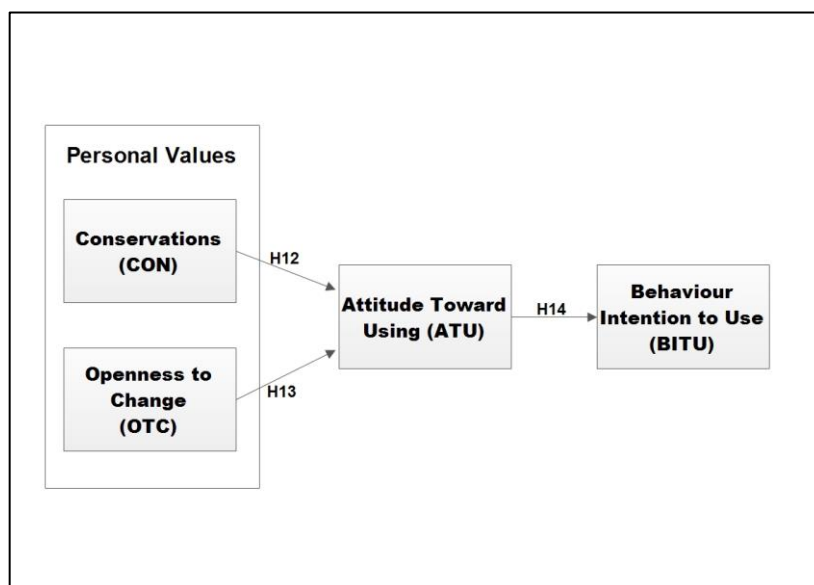 Personal Values
Conservations
(CON)
H12
Openness to
Change
(OTC)
H13
Attitude Toward
Using (ATU)
H14
Behaviour
Intention to Use
(BITU)